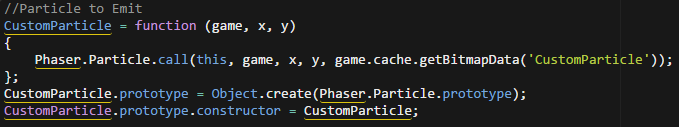 //Particle to Emit
CustomParticle = function (game, x, y)
{
    Phaser.Particle.call(this, game, x, y, game.cache.getBitmapData('CustomParticle'));
};
CustomParticle.prototype = Object.create(Phaser.Particle.prototype);
CustomParticle.prototype.constructor = CustomParticle;